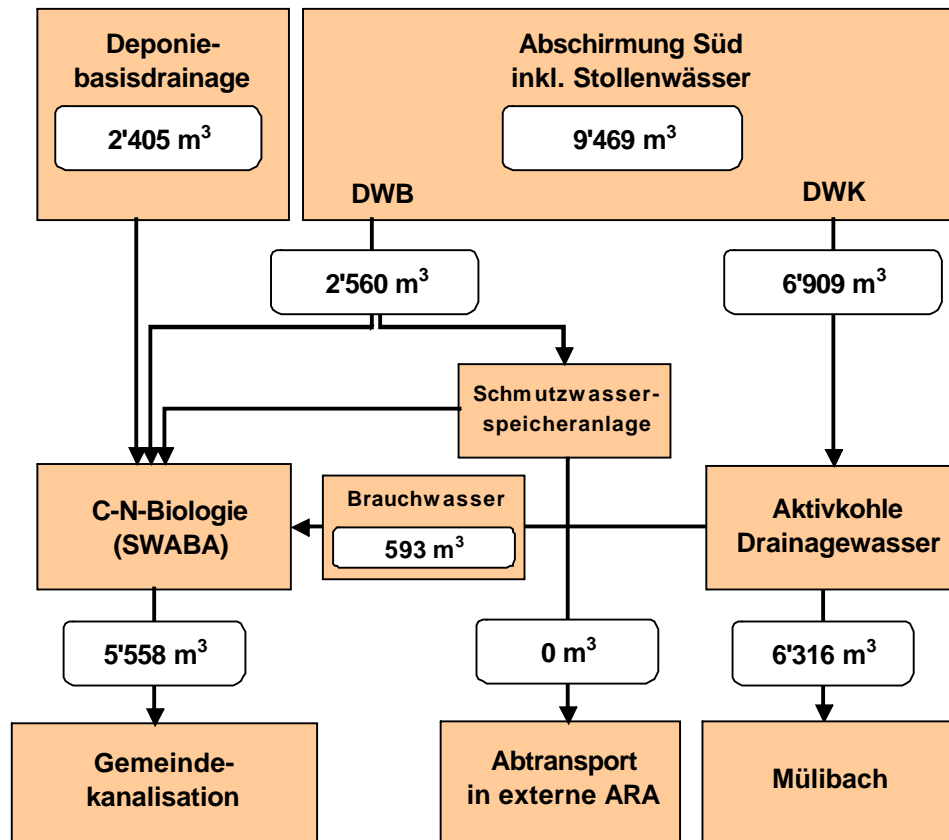 Deponie-
basisdrainage
2'405 m³
Abschirmung Süd
inkl. Stollenwässer
9'469 m³
DWB
DWK
2'560 m³
6'909 m³
Schmutzwasser-
speicheranlage
C-N-Biologie
(SWABA)
Brauchwasser
593 m³
Aktivkohle
Drainagewasser
5'558 m³
0 m³
6'316 m³
Gemeinde-
kanalisation
Abtransport
in externe ARA
Mülibach